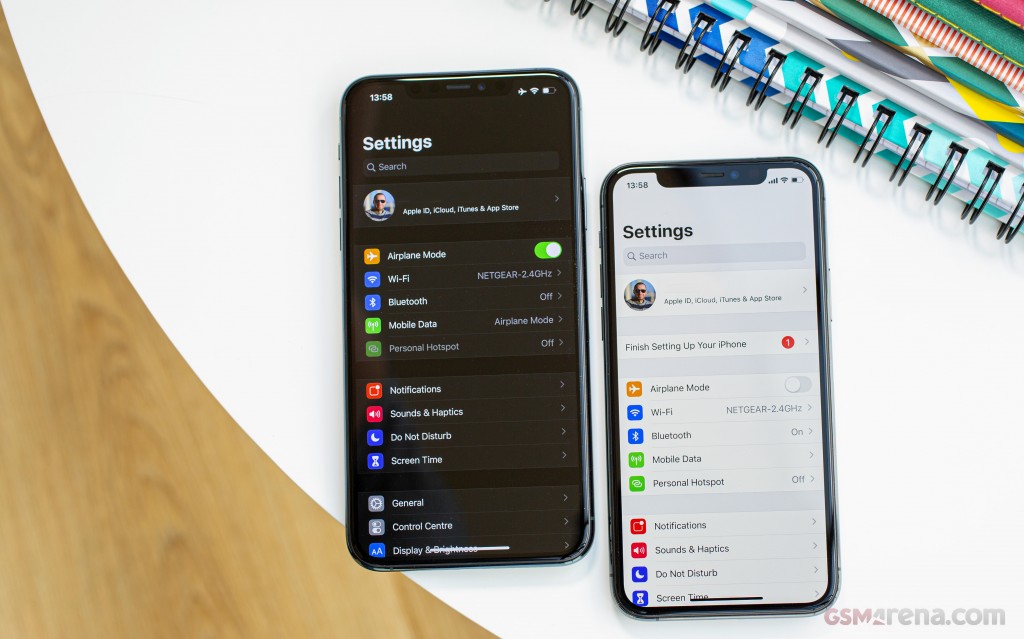 13:58
Settings
Search
Apple ID, iCloud, iTunes & App Store
Airplane Mode
Wi-Fi NETGEAR-2.4GHz
Bluetooth Off
Mobile Data Airplane Mode
Personal Hotspot Off
Notifications
Sounds & Haptics
Do Not Disturb
Screen Time
General
Control Centre
AA Display & Brightness
13:58
Settings
Search
Apple ID, iCloud, iTunes & App Store
Finish Setting Up Your iPhone 1
Airplane Mode
Wi-Fi NETGEAR-2.4GHz
Bluetooth On
Mobile Data
Personal Hotspot Off
Notifications
Sounds & Haptics
Do Not Disturb
Screen Time
GSMarena.com